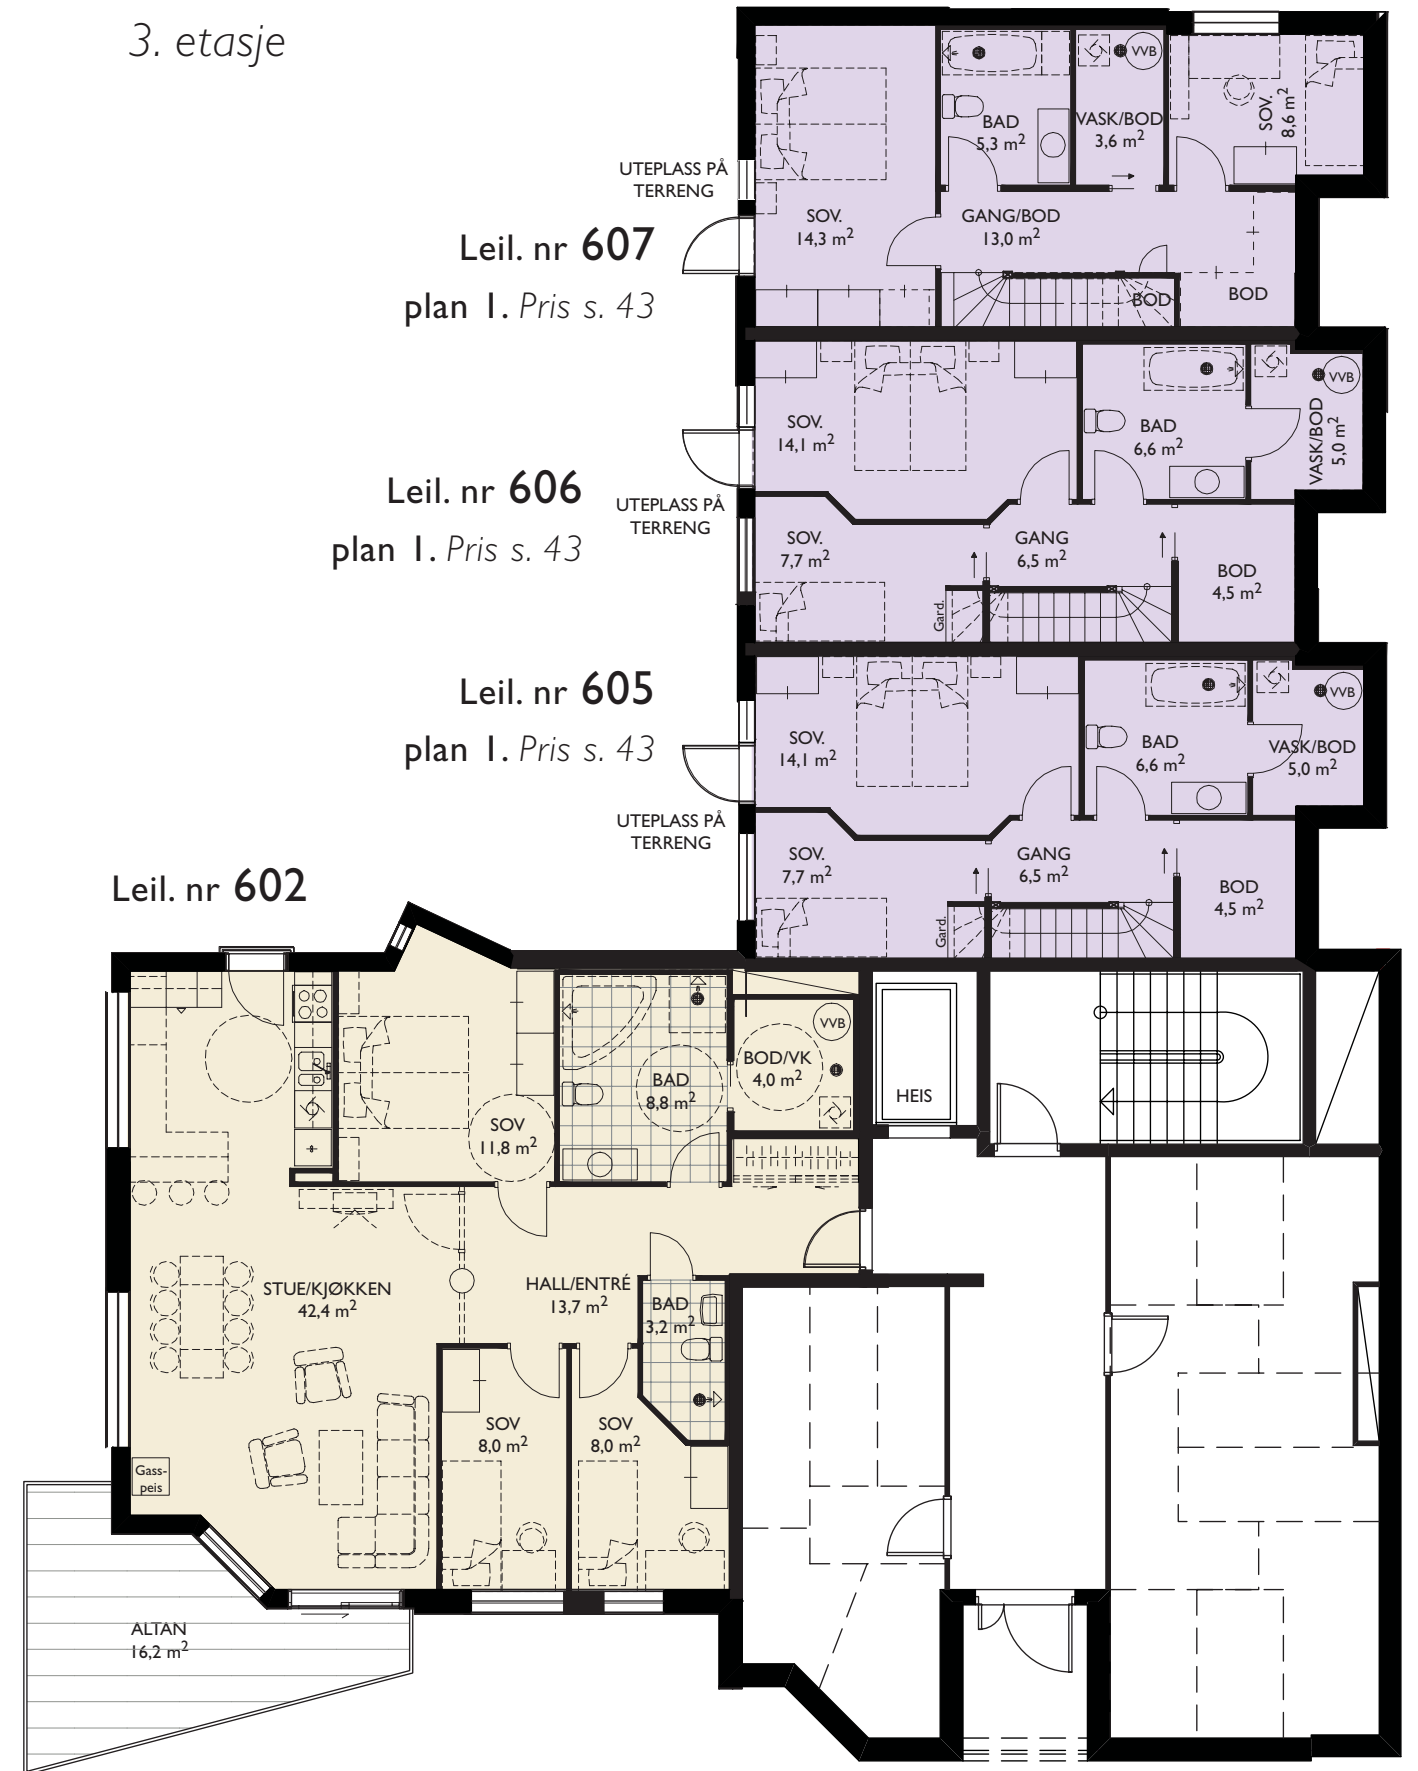 3. etasje
BAD
5,3 m²
VASK/BOD
3,6 m²
VVB
SOV.
8,6 m²
UTEPLASS PÅ
TERRENG
SOV.
14,3 m²
GANG/BOD
13,0 m²
BOD
BOD
Leil. nr 607
plan 1. Pris s. 43
SOV.
14,1 m²
BAD
6,6 m²
VVB
VASK/BOD
5,0 m²
Leil. nr 606
plan 1. Pris s. 43
UTEPLASS PÅ
TERRENG
SOV.
7,7 m²
GANG
6,5 m²
BOD
4,5 m²
Gard.
Leil. nr 605
plan 1. Pris s. 43
SOV.
14,1 m²
BAD
6,6 m²
VVB
VASK/BOD
5,0 m²
UTEPLASS PÅ
TERRENG
SOV.
7,7 m²
GANG
6,5 m²
BOD
4,5 m²
Gard.
Leil. nr 602
SOV
11,8 m²
BAD
8,8 m²
VVB
BOD/VK
4,0 m²
HEIS
STUE/KJØKKEN
42,4 m²
HALL/ENTRÉ
13,7 m²
BAD
3,2 m²
SOV
8,0 m²
SOV
8,0 m²
Gass-
peis
ALTAN
16,2 m²